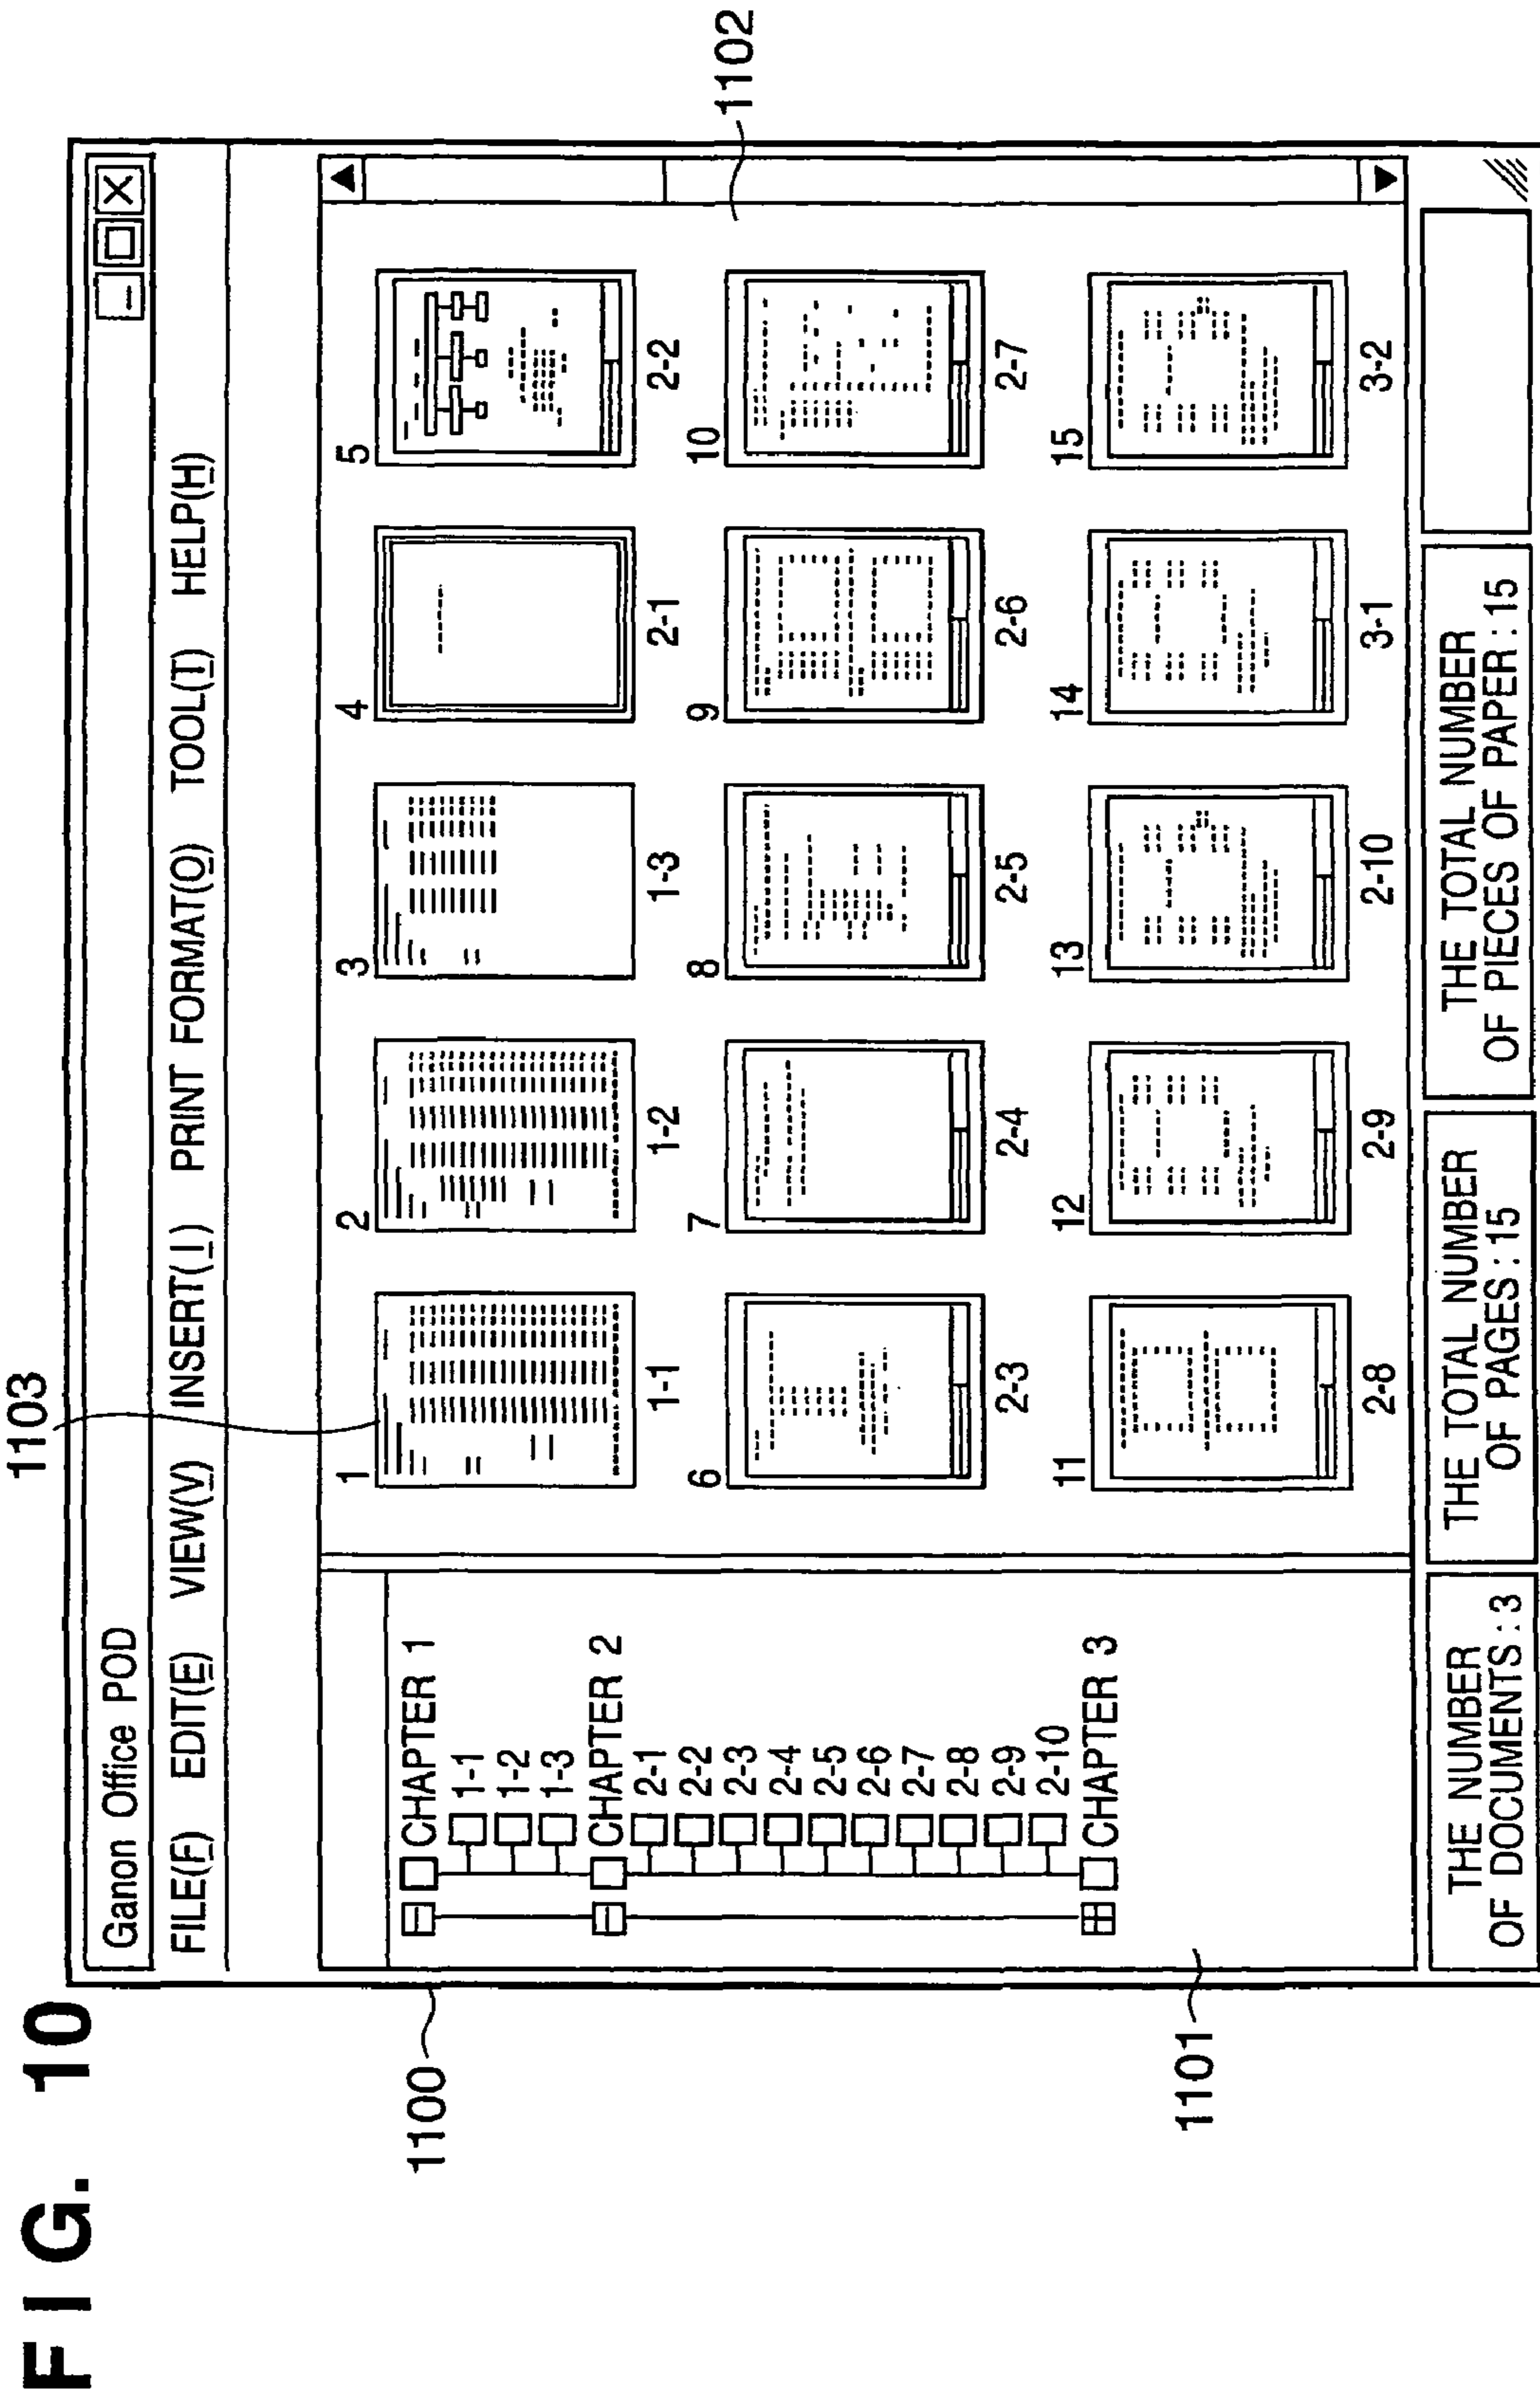 FIG. 10
1103
Ganon Office POD
FILE(F) EDIT(E) VIEW(V) INSERT(I) PRINT FORMAT(O) TOOL(T) HELP(H)
1100
1102
1101
CHAPTER 1
1-1
1-2
1-3
CHAPTER 2
2-1
2-2
2-3
2-4
2-5
2-6
2-7
2-8
2-9
2-10
CHAPTER 3
1 2 3 4 5
1-1 1-2 1-3 2-1 2-2
6 7 8 9 10
2-3 2-4 2-5 2-6 2-7
11 12 13 14 15
2-8 2-9 2-10 3-1 3-2
THE NUMBER
OF DOCUMENTS : 3
THE TOTAL NUMBER
OF PAGES : 15
THE TOTAL NUMBER
OF PIECES OF PAPER : 15